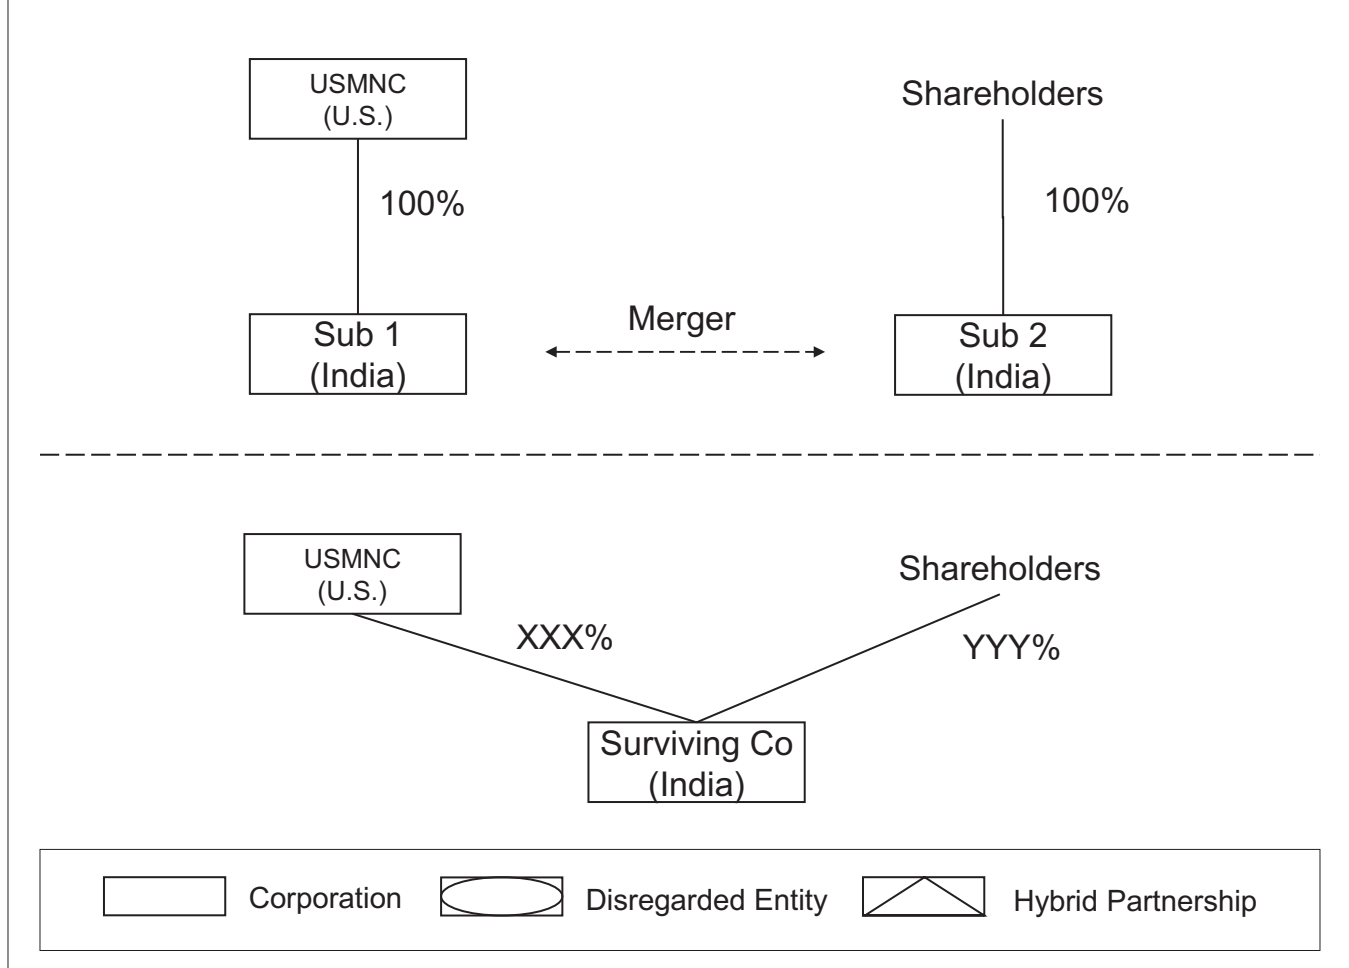 USMNC
(U.S.)
Shareholders
100%
100%
Merger
Sub 1
(India)
Sub 2
(India)
USMNC
(U.S.)
Shareholders
XXX%
YYY%
Surviving Co
(India)
Corporation
Disregarded Entity
Hybrid Partnership